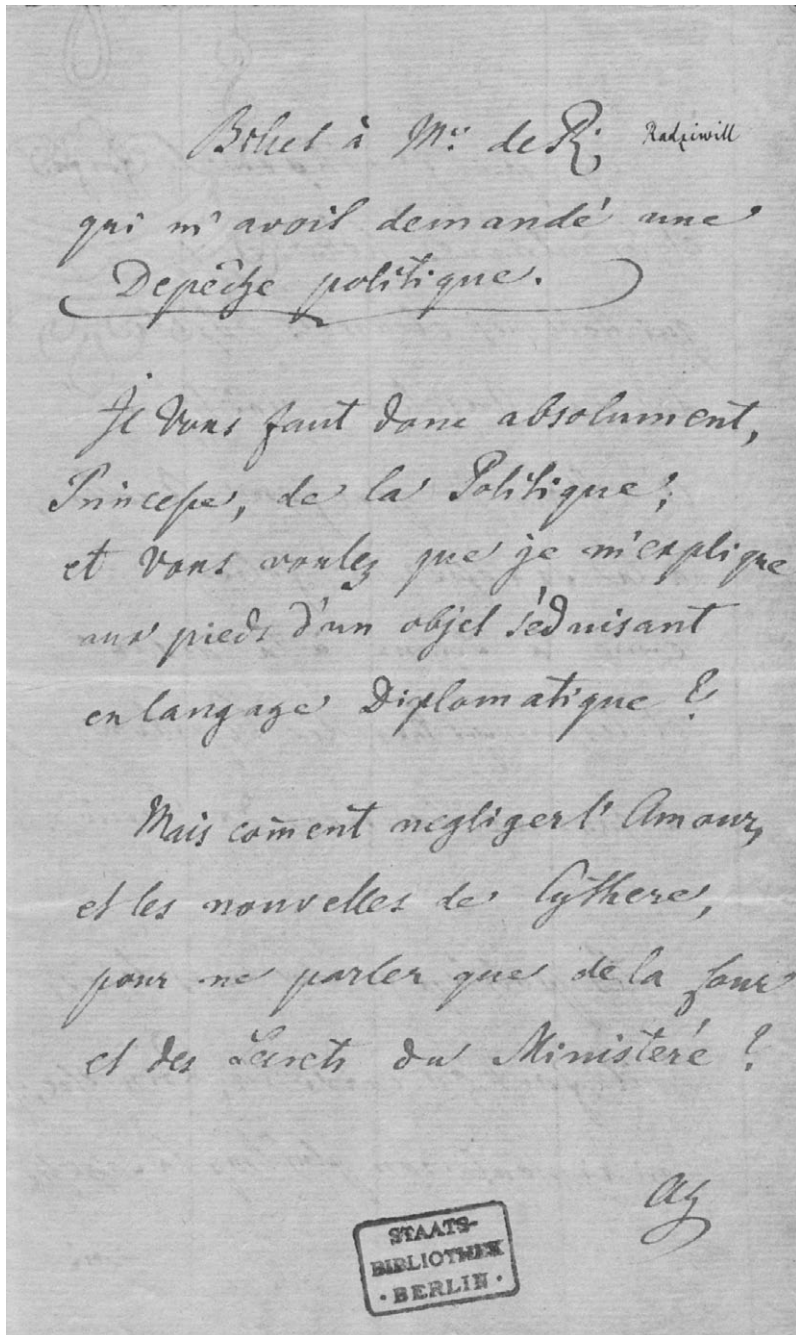 Billet à Mr: de R: Radziwill
qui m'avoit demandé une
Depêche politique.
Il Vous faut donc absolument,
Princesse, de la Politique;
et Vous voulez que je m'explique
aux pieds d'un objet séduisant
en langage Diplomatique?
Mais coment negliger l'Amour,
et les nouvelles de Cythere,
pour ne parler que de la Cour
et des Secrets du Ministere?
STAATS-
BIBLIOTHEK
· BERLIN ·